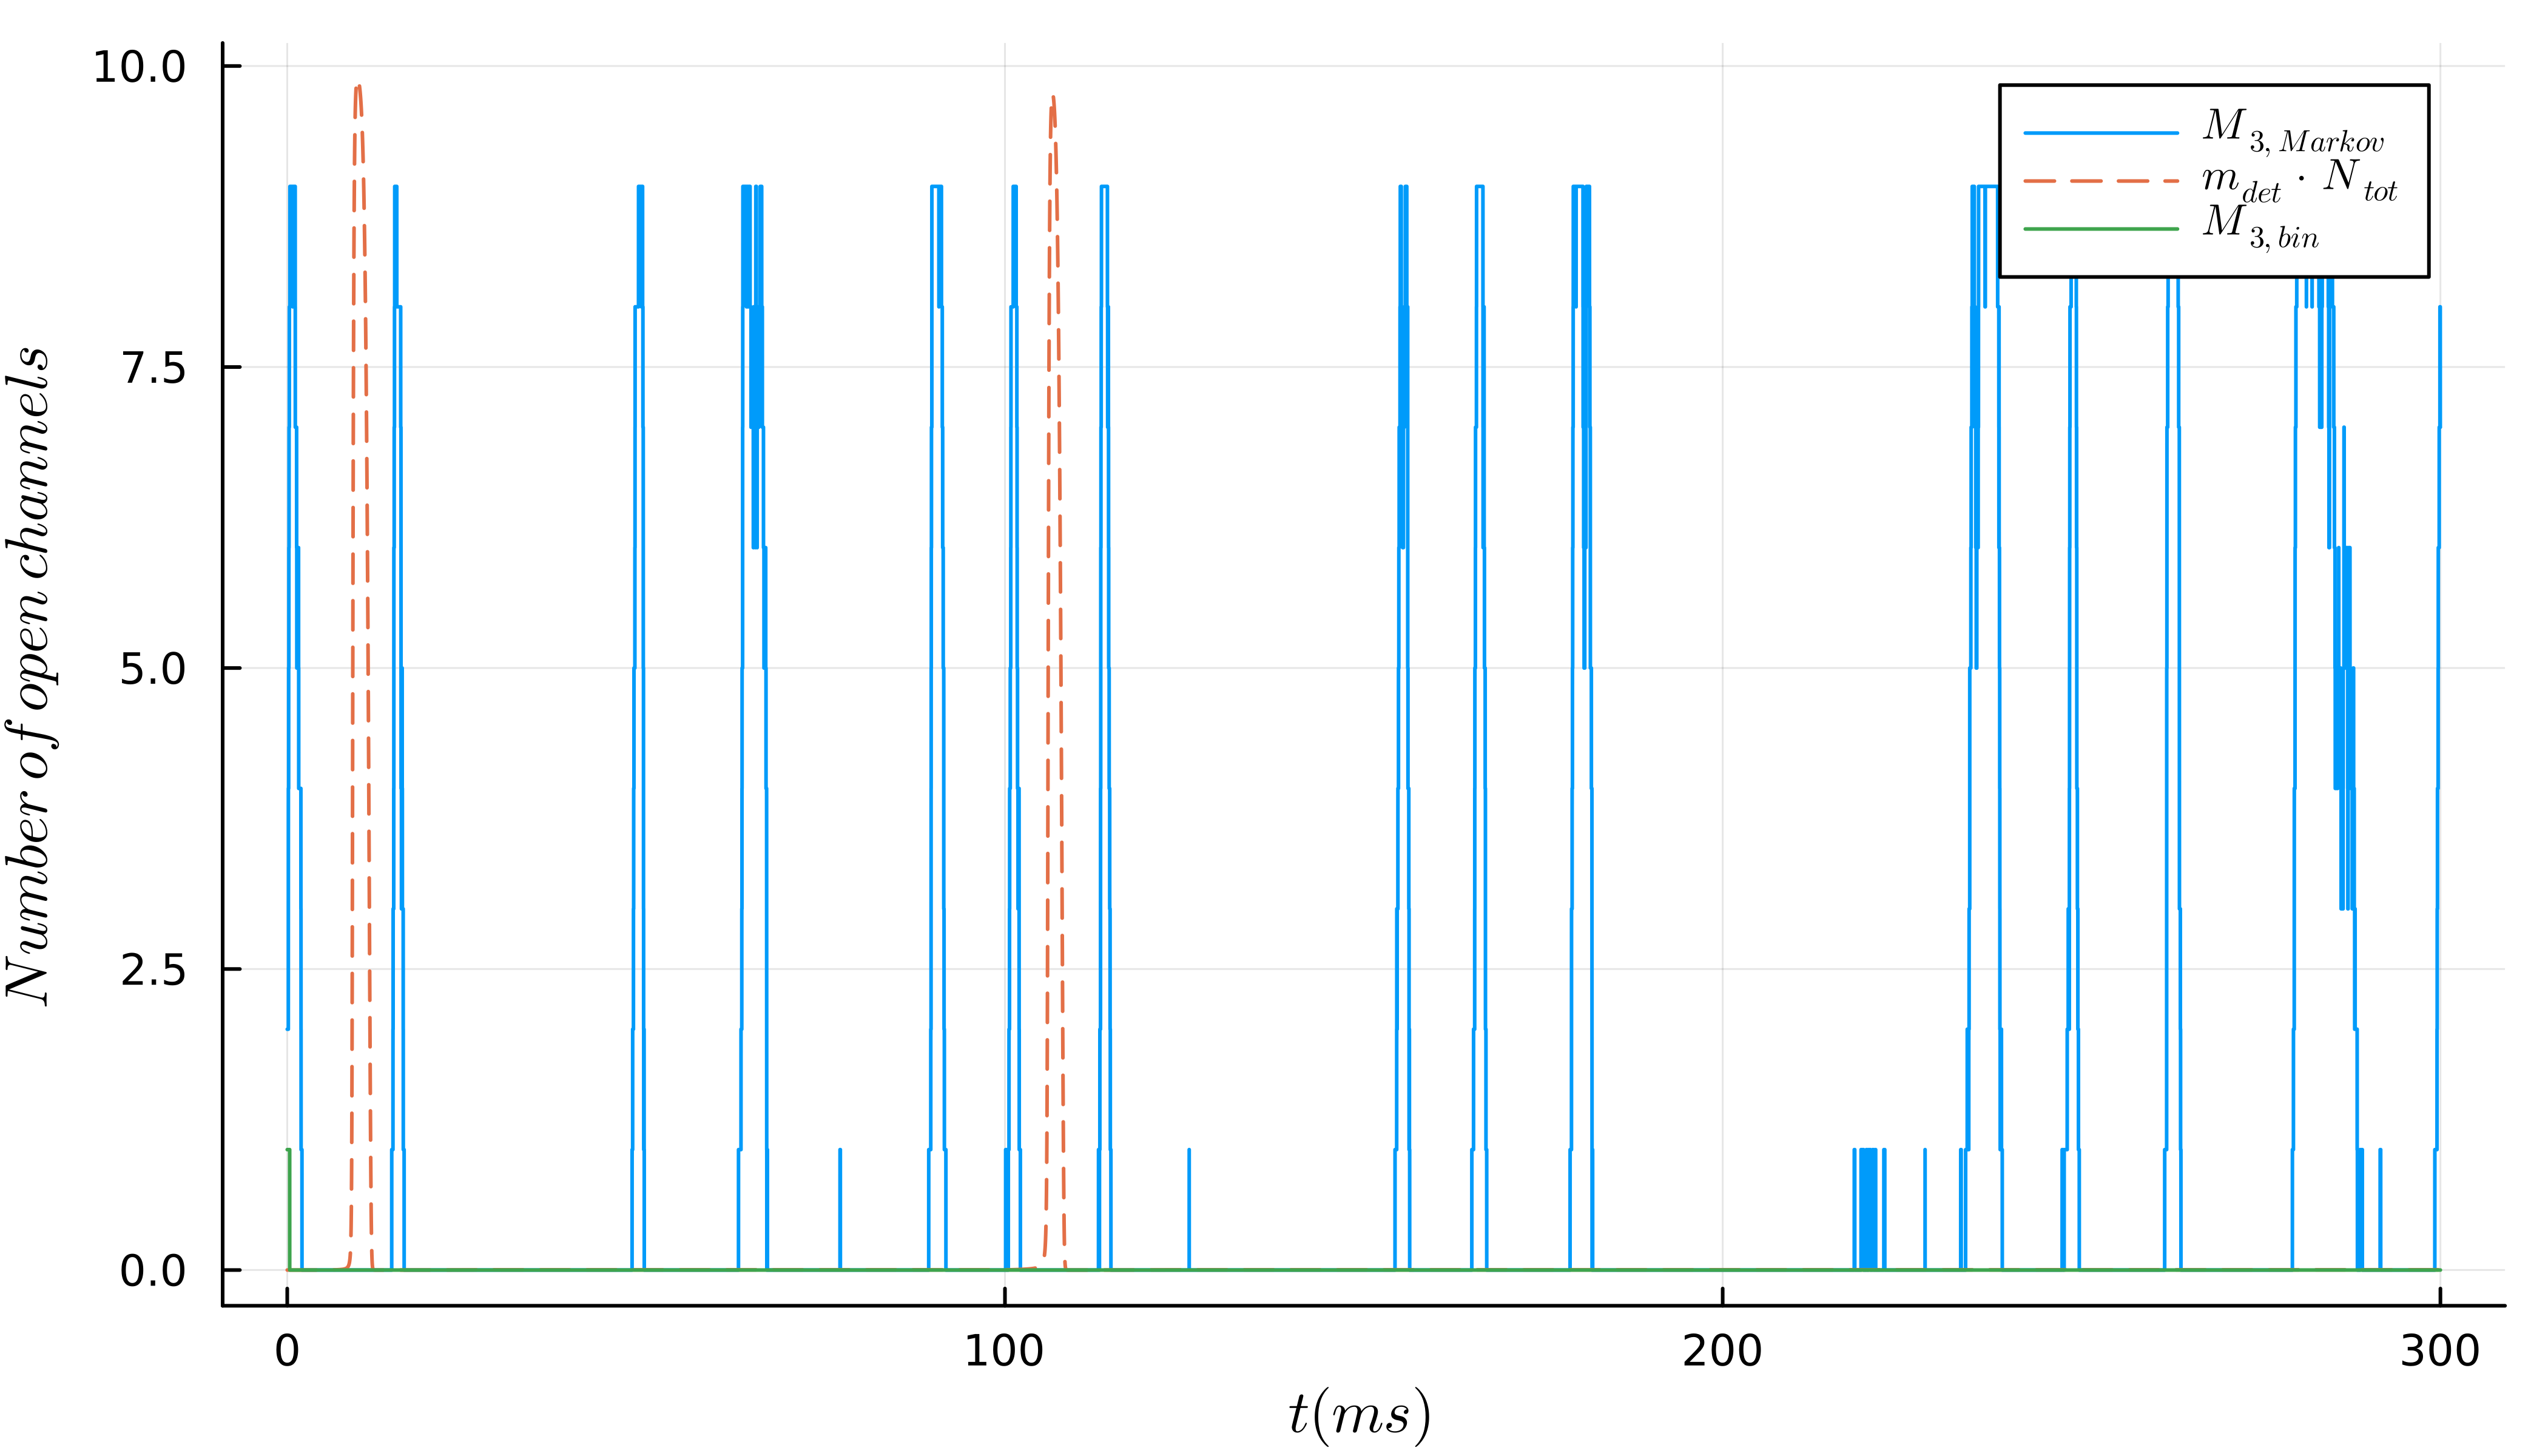 10.0
7.5
5.0
2.5
0.0
Number of open channels
M3, Markov
mdet · Ntot
M3, bin
0 100 200 300
t(ms)